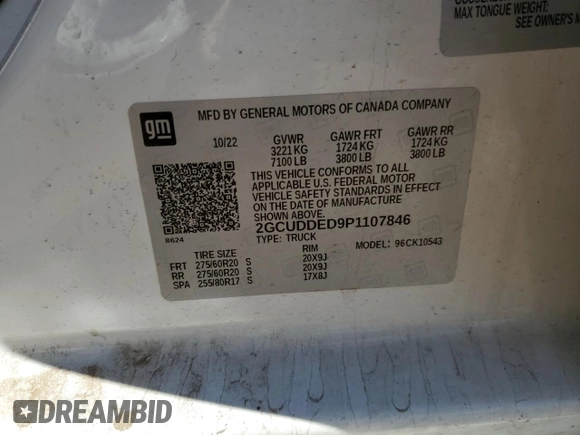 MAX TONGUE WEIGHT:
SEE OWNER'S
gm
MFD BY GENERAL MOTORS OF CANADA COMPANY
10/22 GVWR GAWR FRT GAWR RR
3221 KG 1724 KG 1724 KG
7100 LB 3800 LB 3800 LB
THIS VEHICLE CONFORMS TO ALL
APPLICABLE U.S. FEDERAL MOTOR
VEHICLE SAFETY STANDARDS IN EFFECT
ON THE DATE OF MANUFACTURE
SHOWN ABOVE.
2GCUDDED9P1107846
8624 TYPE: TRUCK MODEL: 96CK10543
TIRE SIZE RIM
FRT 275/60R20 S 20X9J
RR 275/60R20 S 20X9J
SPA 255/80R17 S 17X8J
DREAMBID